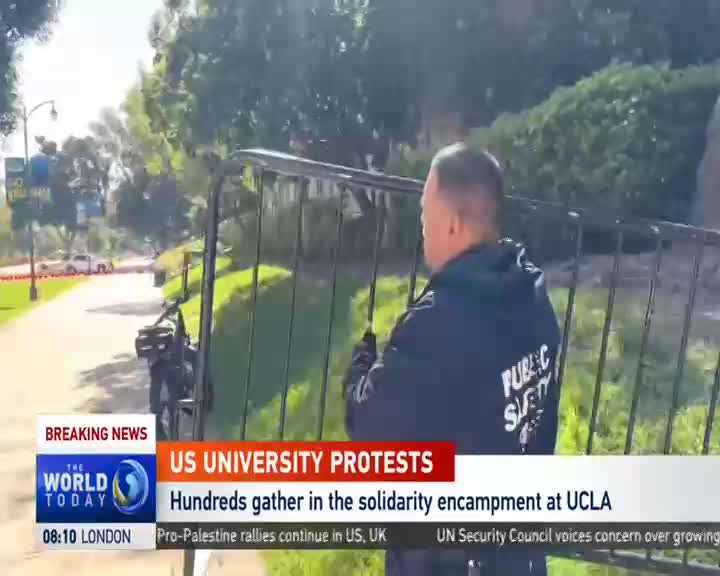 PUBLIC
SAFETY
BREAKING NEWS
US UNIVERSITY PROTESTS
THE
WORLD
TODAY
Hundreds gather in the solidarity encampment at UCLA
08:10 LONDON
Pro-Palestine rallies continue in US, UK
UN Security Council voices concern over growing